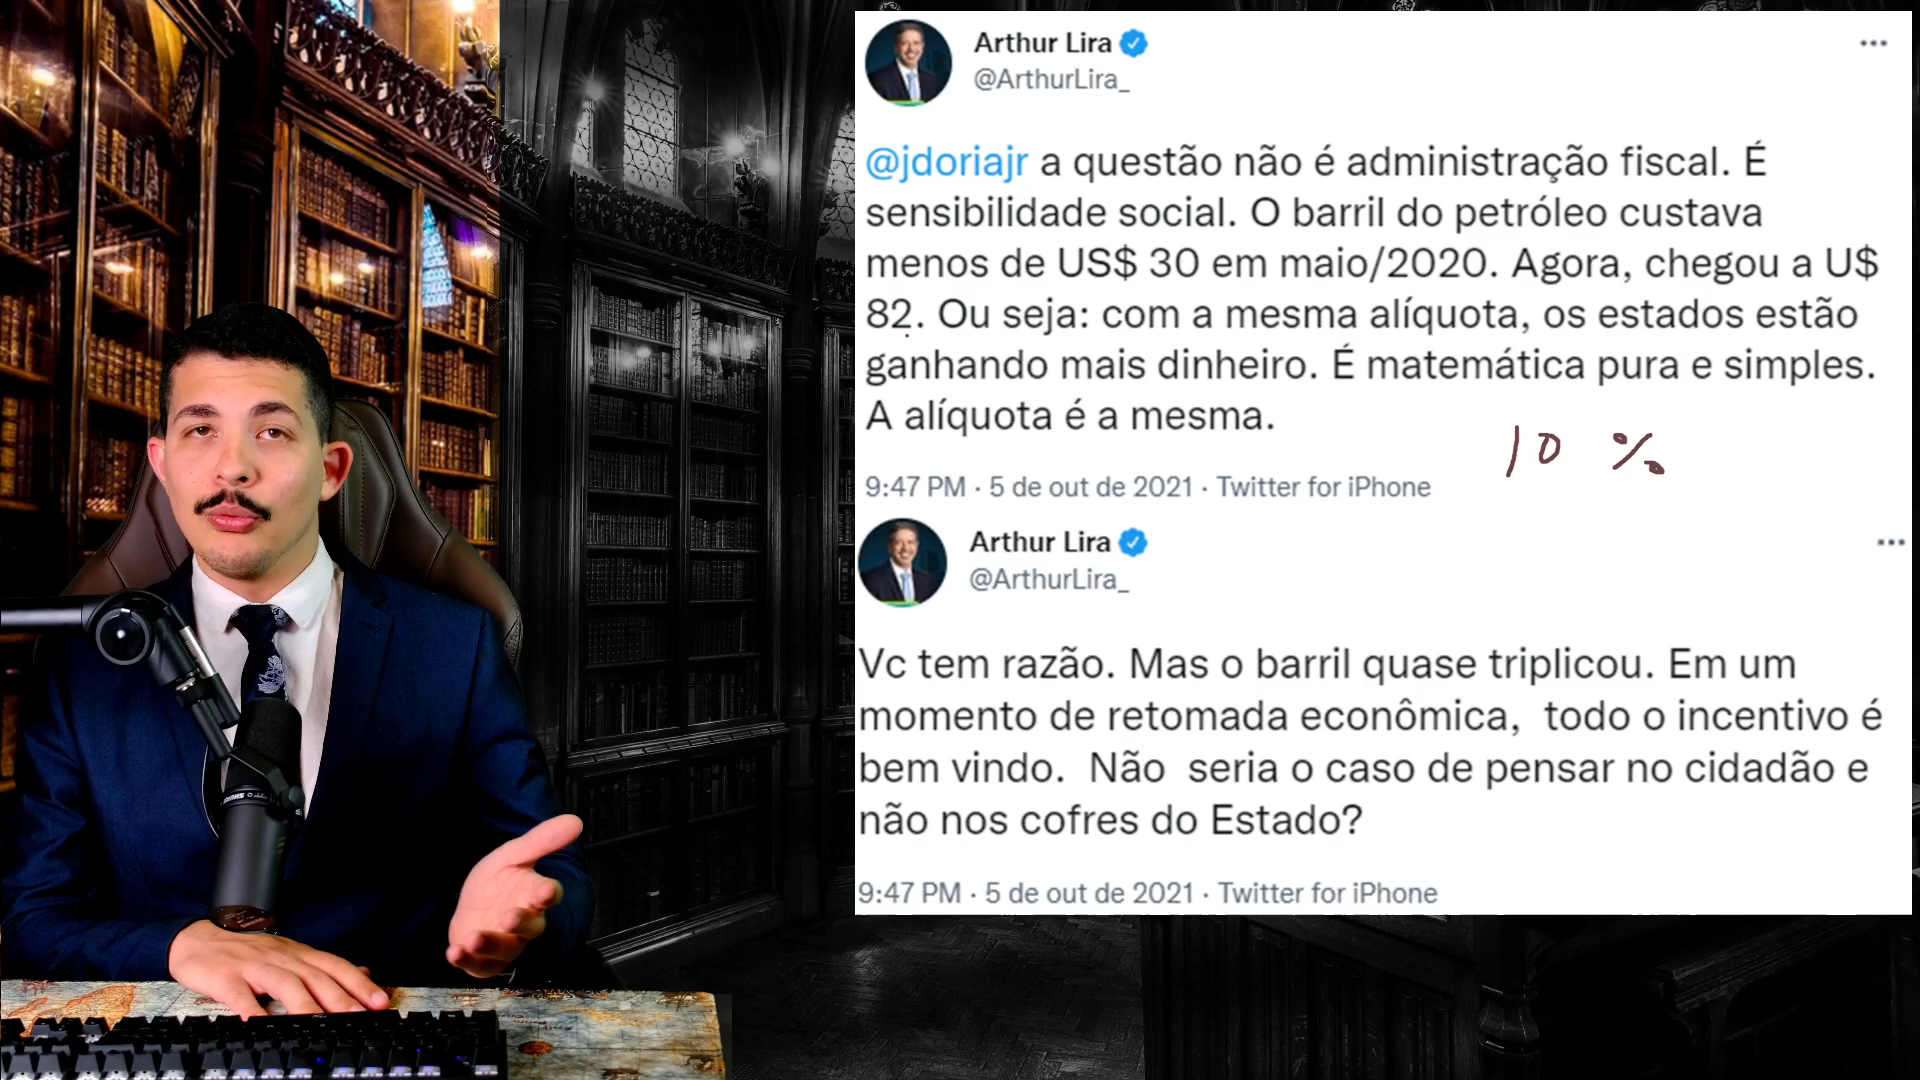 Arthur Lira
@ArthurLira_
@jdoriajr a questão não é administração fiscal. É
sensibilidade social. O barril do petróleo custava
menos de US$ 30 em maio/2020. Agora, chegou a U$
82. Ou seja: com a mesma alíquota, os estados estão
ganhando mais dinheiro. É matemática pura e simples.
A alíquota é a mesma.
10 %
9:47 PM · 5 de out de 2021 · Twitter for iPhone
Arthur Lira
@ArthurLira_
Vc tem razão. Mas o barril quase triplicou. Em um
momento de retomada econômica,  todo o incentivo é
bem vindo.  Não  seria o caso de pensar no cidadão e
não nos cofres do Estado?
9:47 PM · 5 de out de 2021 · Twitter for iPhone